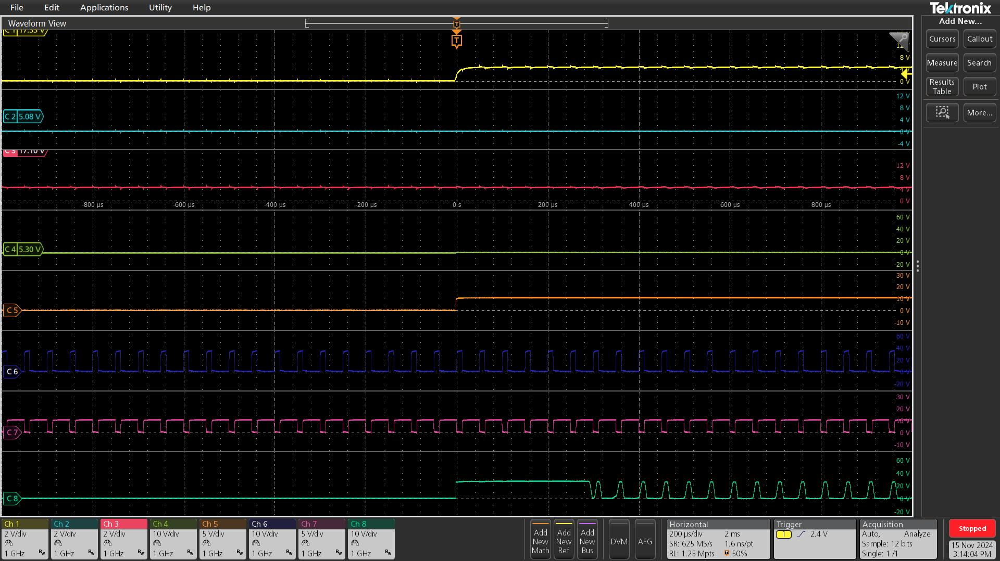 File Edit Applications Utility Help
Tektronix
Waveform View
Add New...
Cursors Callout
Measure Search
Results Table Plot
More...
T
T
C 1 17.33 V
8 V
0 V
C 2 5.08 V
12 V
8 V
4 V
0 V
-4 V
C 3 17.10 V
12 V
8 V
4 V
0 V
-800 µs -600 µs -400 µs -200 µs 0 s 200 µs 400 µs 600 µs 800 µs
C 4 5.30 V
60 V
40 V
20 V
0 V
-20 V
C 5
30 V
20 V
10 V
0 V
-10 V
C 6
60 V
40 V
20 V
0 V
-20 V
C 7
30 V
20 V
10 V
0 V
-10 V
C 8
60 V
40 V
20 V
0 V
-20 V
Ch 1
2 V/div
1 GHz Bw
Ch 2
2 V/div
1 GHz Bw
Ch 3
2 V/div
1 GHz Bw
Ch 4
10 V/div
1 GHz Bw
Ch 5
5 V/div
1 GHz Bw
Ch 6
10 V/div
1 GHz Bw
Ch 7
5 V/div
1 GHz Bw
Ch 8
10 V/div
1 GHz Bw
Add New Math
Add New Ref
Add New Bus
DVM
AFG
Horizontal
200 µs/div 2 ms
SR: 625 MS/s 1.6 ns/pt
RL: 1.25 Mpts T 50%
Trigger
1 2.4 V
Acquisition
Auto, Analyze
Sample: 12 bits
Single: 1 /1
Stopped
15 Nov 2024
3:14:04 PM